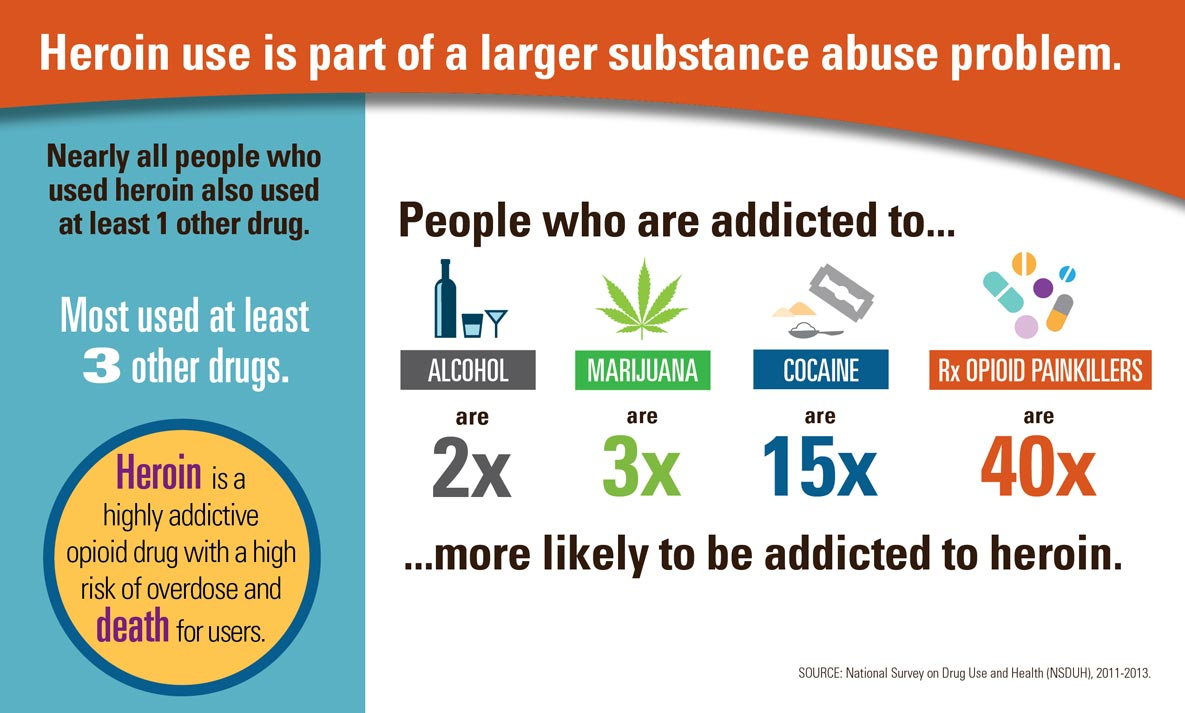 Heroin use is part of a larger substance abuse problem.
Nearly all people who
used heroin also used
at least 1 other drug.
Most used at least
3 other drugs.
Heroin is a
highly addictive
opioid drug with a high
risk of overdose and
death for users.
People who are addicted to...
ALCOHOL
MARIJUANA
COCAINE
Rx OPIOID PAINKILLERS
are
are
are
are
2x
3x
15x
40x
...more likely to be addicted to heroin.
SOURCE: National Survey on Drug Use and Health (NSDUH), 2011-2013.